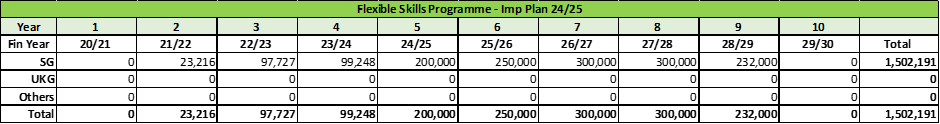 Flexible Skills Programme - Imp Plan 24/25
Year 1 2 3 4 5 6 7 8 9 10
Fin Year 20/21 21/22 22/23 23/24 24/25 25/26 26/27 27/28 28/29 29/30 Total
SG 0 23,216 97,727 99,248 200,000 250,000 300,000 300,000 232,000 0 1,502,191
UKG 0 0 0 0 0 0 0 0 0 0 0
Others 0 0 0 0 0 0 0 0 0 0 0
Total 0 23,216 97,727 99,248 200,000 250,000 300,000 300,000 232,000 0 1,502,191